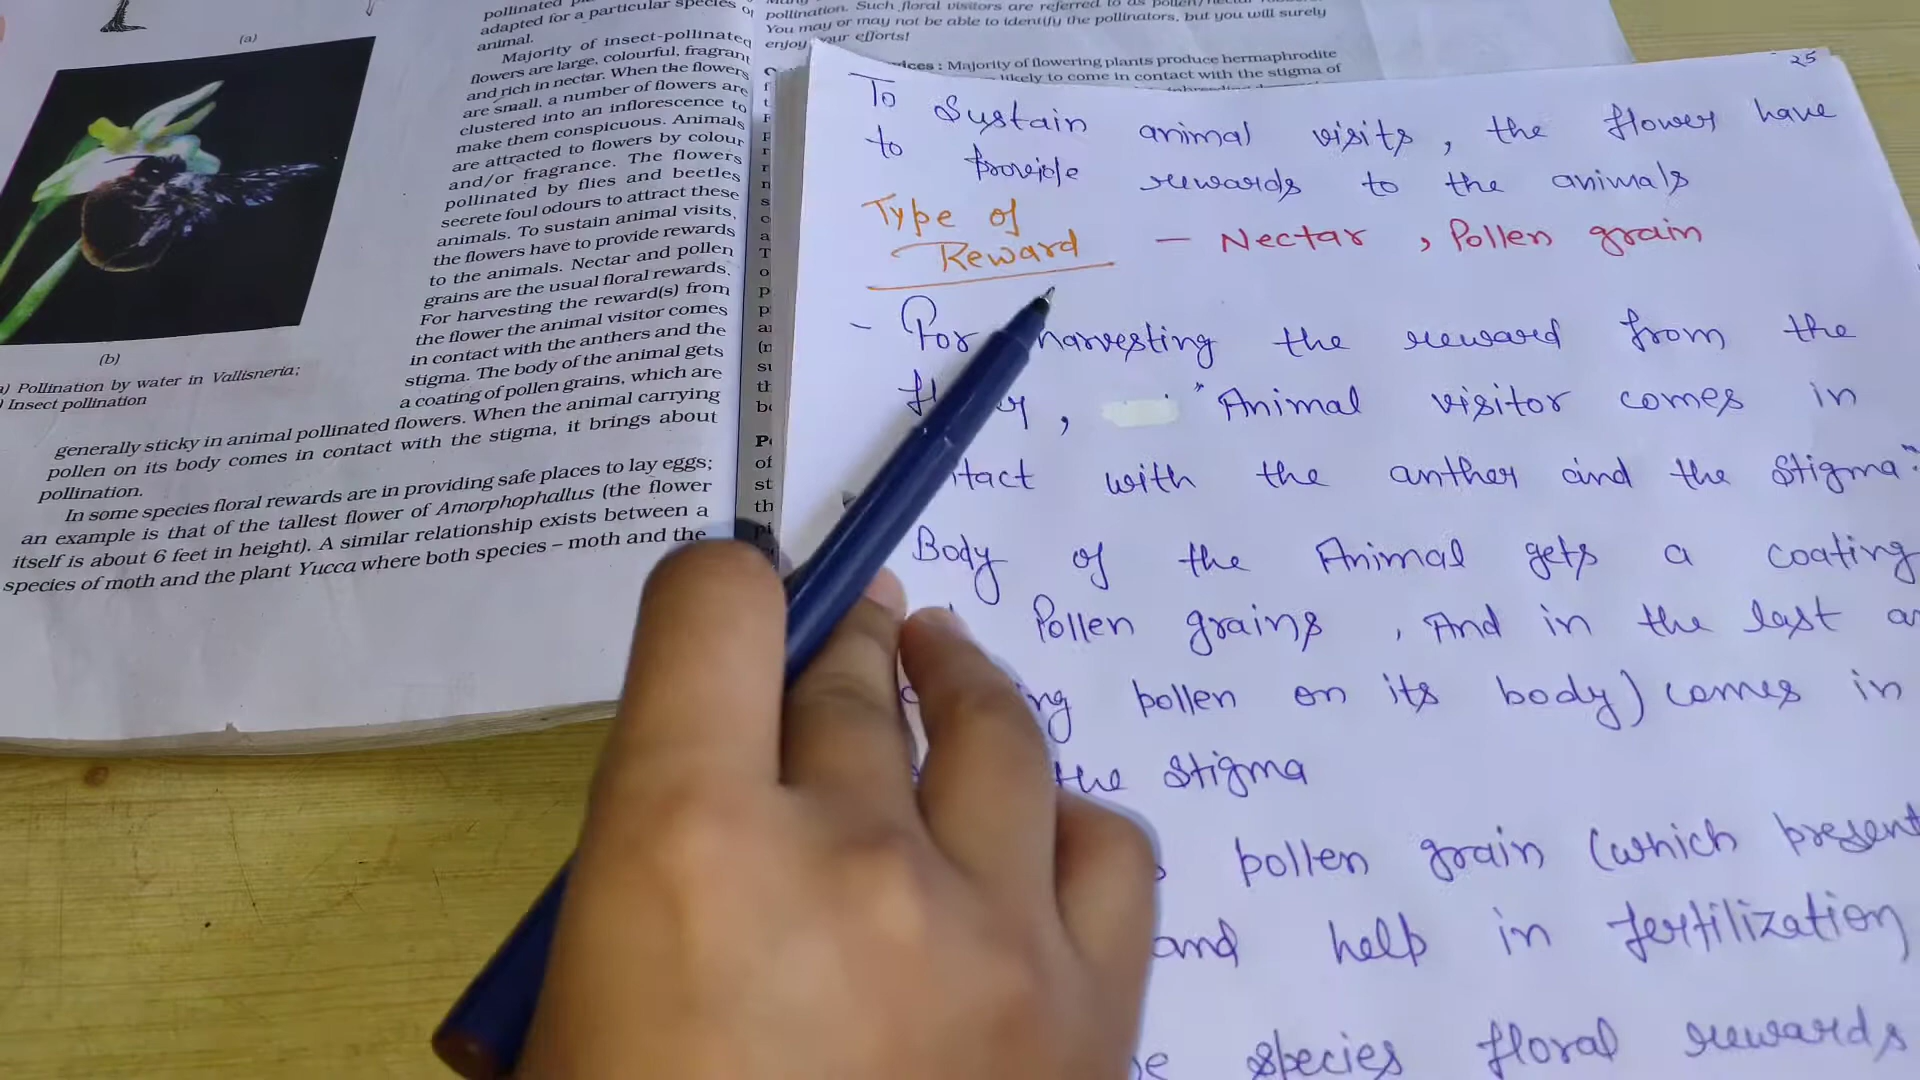 (a)
(b)
a) Pollination by water in Vallisneria;
Insect pollination
pollinated
adapted for a particular species of
animal.
Majority of insect-pollinated
flowers are large, colourful, fragrant
and rich in nectar. When the flowers
are small, a number of flowers are
clustered into an inflorescence to
make them conspicuous. Animals
are attracted to flowers by colour
and/or fragrance. The flowers
pollinated by flies and beetles
secrete foul odours to attract these
animals. To sustain animal visits,
the flowers have to provide rewards
to the animals. Nectar and pollen
grains are the usual floral rewards.
For harvesting the reward(s) from
the flower the animal visitor comes
in contact with the anthers and the
stigma. The body of the animal gets
a coating of pollen grains, which are
generally sticky in animal pollinated flowers. When the animal carrying
pollen on its body comes in contact with the stigma, it brings about
pollination.
In some species floral rewards are in providing safe places to lay eggs;
an example is that of the tallest flower of Amorphophallus (the flower
itself is about 6 feet in height). A similar relationship exists between a
species of moth and the plant Yucca where both species – moth and the
pollination. Such floral visitors are referred to as pollen/nectar
You may or may not be able to identify the pollinators, but you will surely
enjoy your efforts!
ices : Majority of flowering plants produce hermaphrodite
likely to come in contact with the stigma of
25
To Sustain animal visits, the flower have
to provide rewards to the animals
Type of
Reward — Nectar, Pollen grain
- For harvesting the reward from the
, "Animal visitor comes in
tact with the anther and the Stigma".
Body of the Animal gets a coating
Pollen grains, And in the last
ng pollen on its body) comes in
the Stigma
pollen grain (which present
and help in fertilization
species floral rewards